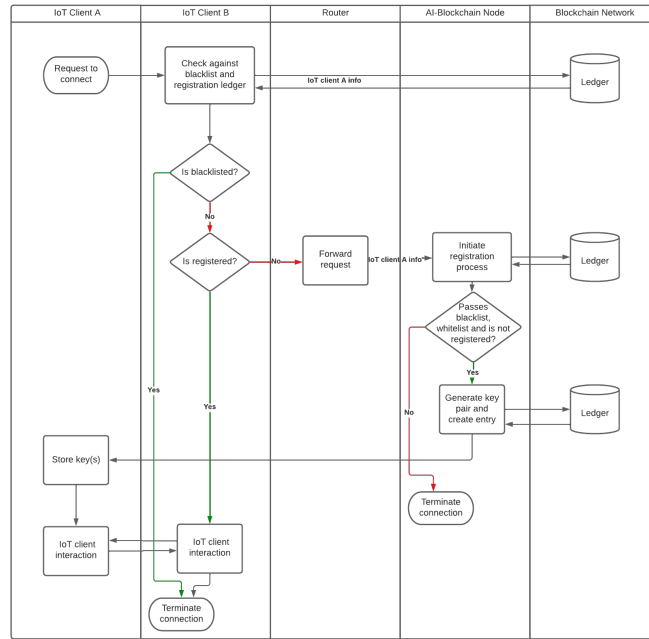 IoT Client A
IoT Client B
Router
AI-Blockchain Node
Blockchain Network
Request to
connect
Check against
blacklist and
registration ledger
IoT client A info
Ledger
Is blacklisted?
No
Is registered?
No
Forward
request
IoT client A info
Initiate
registration
process
Ledger
Passes
blacklist,
whitelist and is not
registered?
Yes
Yes
Yes
No
Generate key
pair and
create entry
Ledger
Store key(s)
Terminate
connection
IoT client
interaction
IoT client
interaction
Terminate
connection